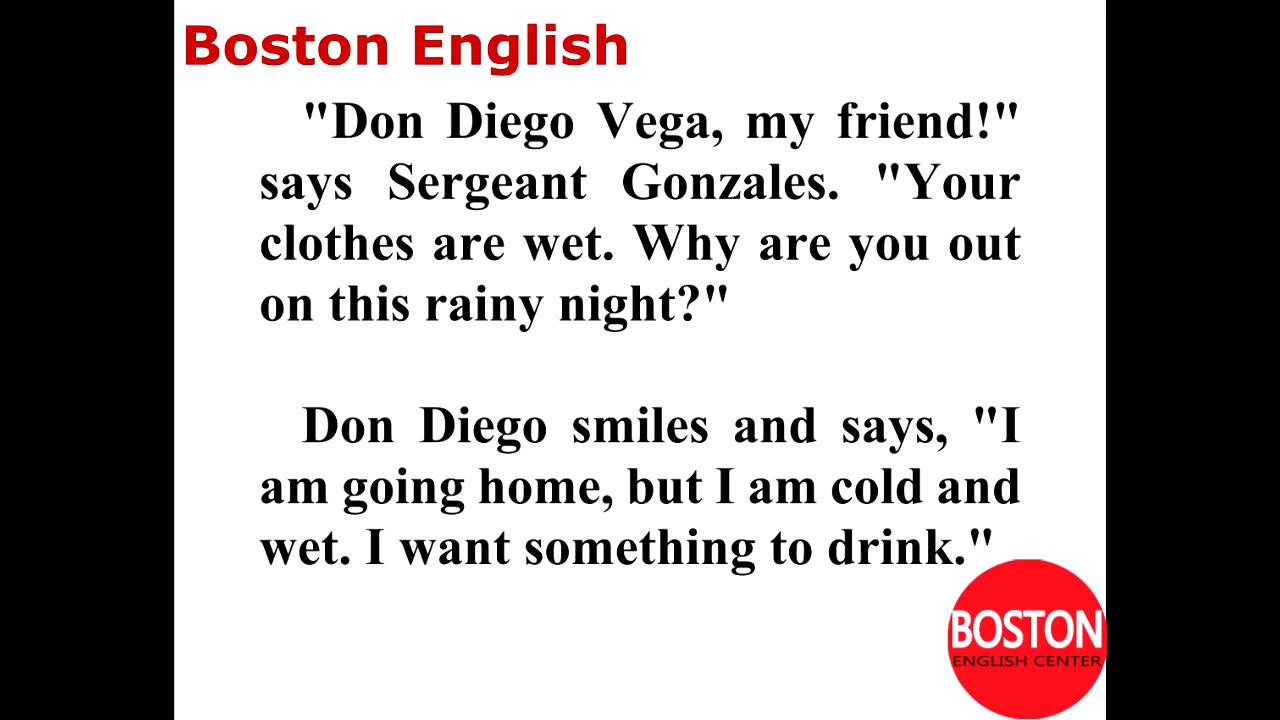 Boston English
"Don Diego Vega, my friend!"
says Sergeant Gonzales. "Your
clothes are wet. Why are you out
on this rainy night?"
Don Diego smiles and says, "I
am going home, but I am cold and
wet. I want something to drink."
BOSTON
ENGLISH CENTER